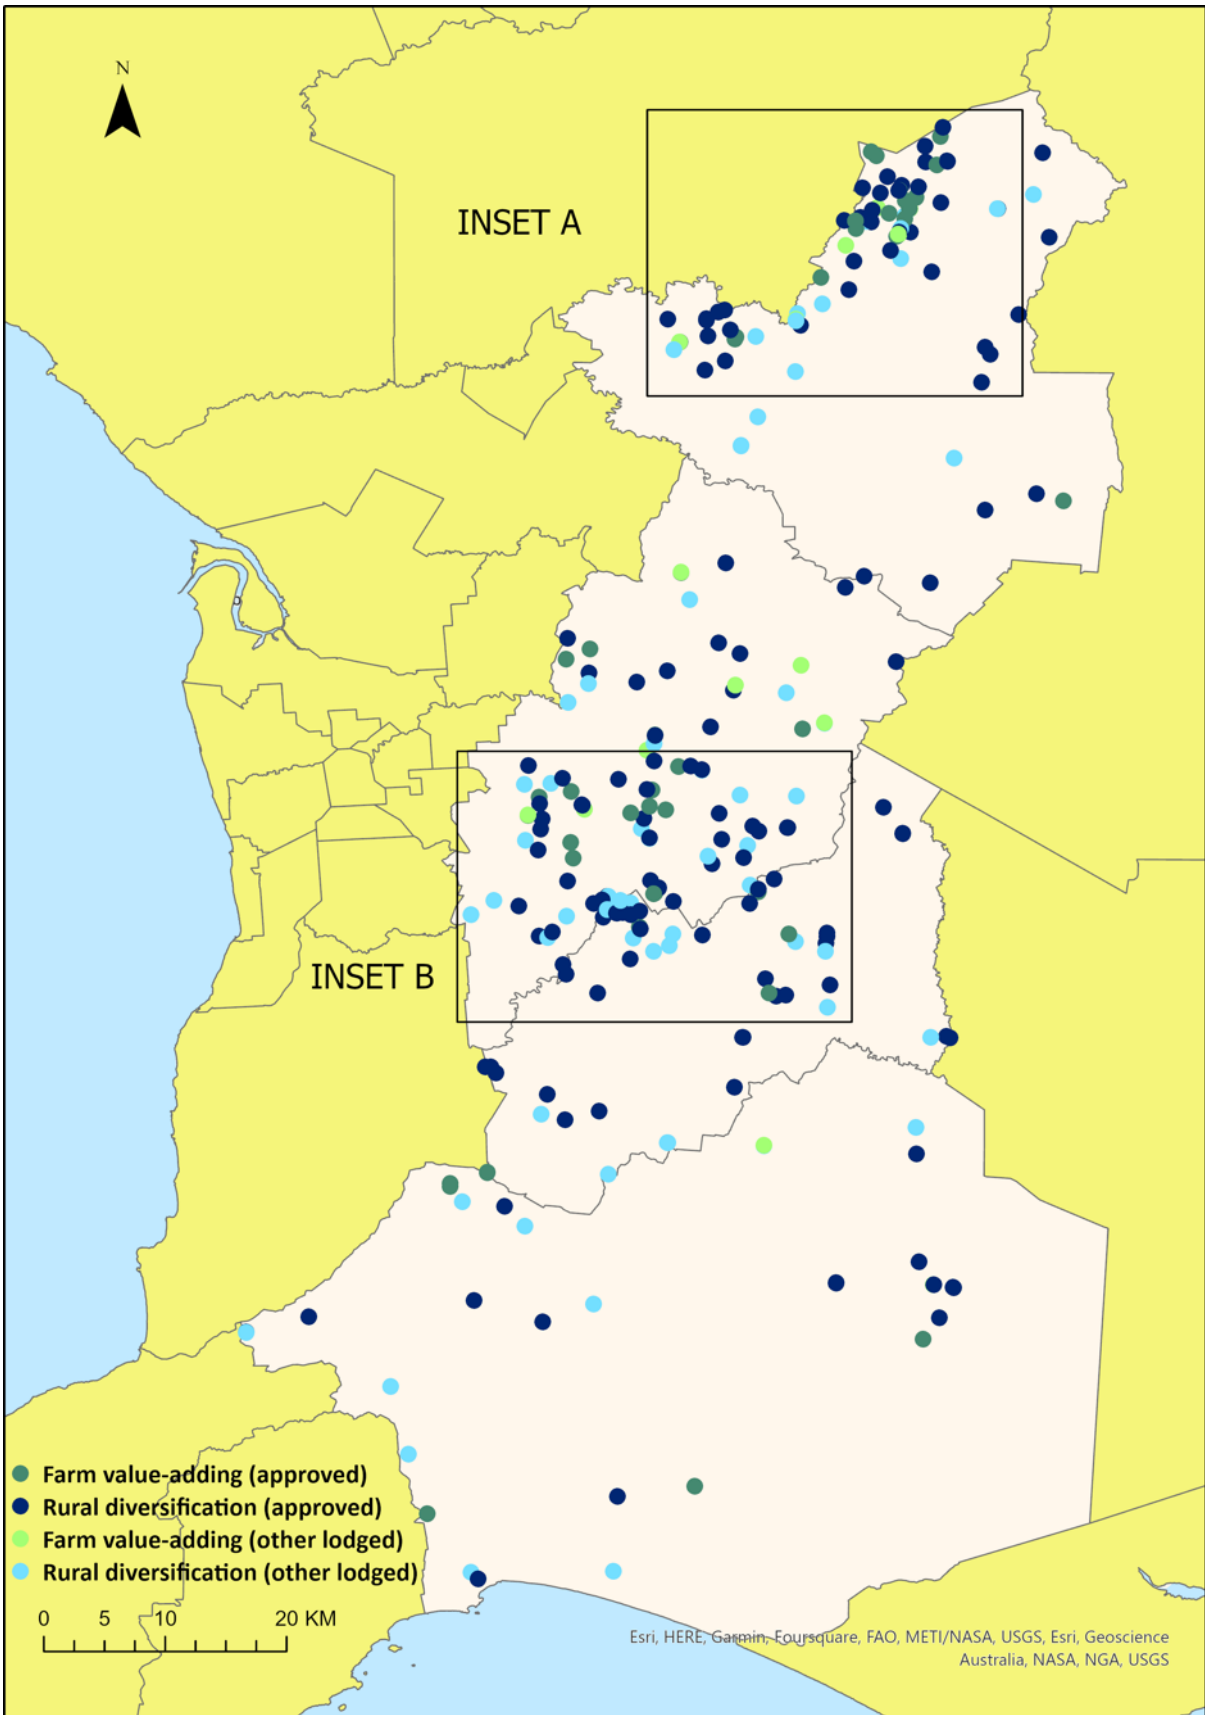 N
INSET A
INSET B
Farm value-adding (approved)
Rural diversification (approved)
Farm value-adding (other lodged)
Rural diversification (other lodged)
0 5 10 20 KM
Esri, HERE, Garmin, Foursquare, FAO, METI/NASA, USGS, Esri, Geoscience
Australia, NASA, NGA, USGS